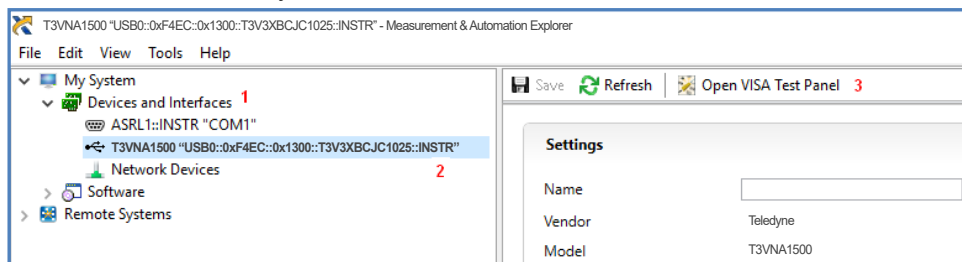 T3VNA1500 “USB0::0xF4EC::0x1300::T3V3XBCJC1025::INSTR” - Measurement & Automation Explorer
File Edit View Tools Help
My System
Devices and Interfaces 1
ASRL1::INSTR "COM1"
T3VNA1500 “USB0::0xF4EC::0x1300::T3V3XBCJC1025::INSTR”
Network Devices 2
Software
Remote Systems
Save Refresh Open VISA Test Panel 3
Settings
Name
Vendor Teledyne
Model T3VNA1500